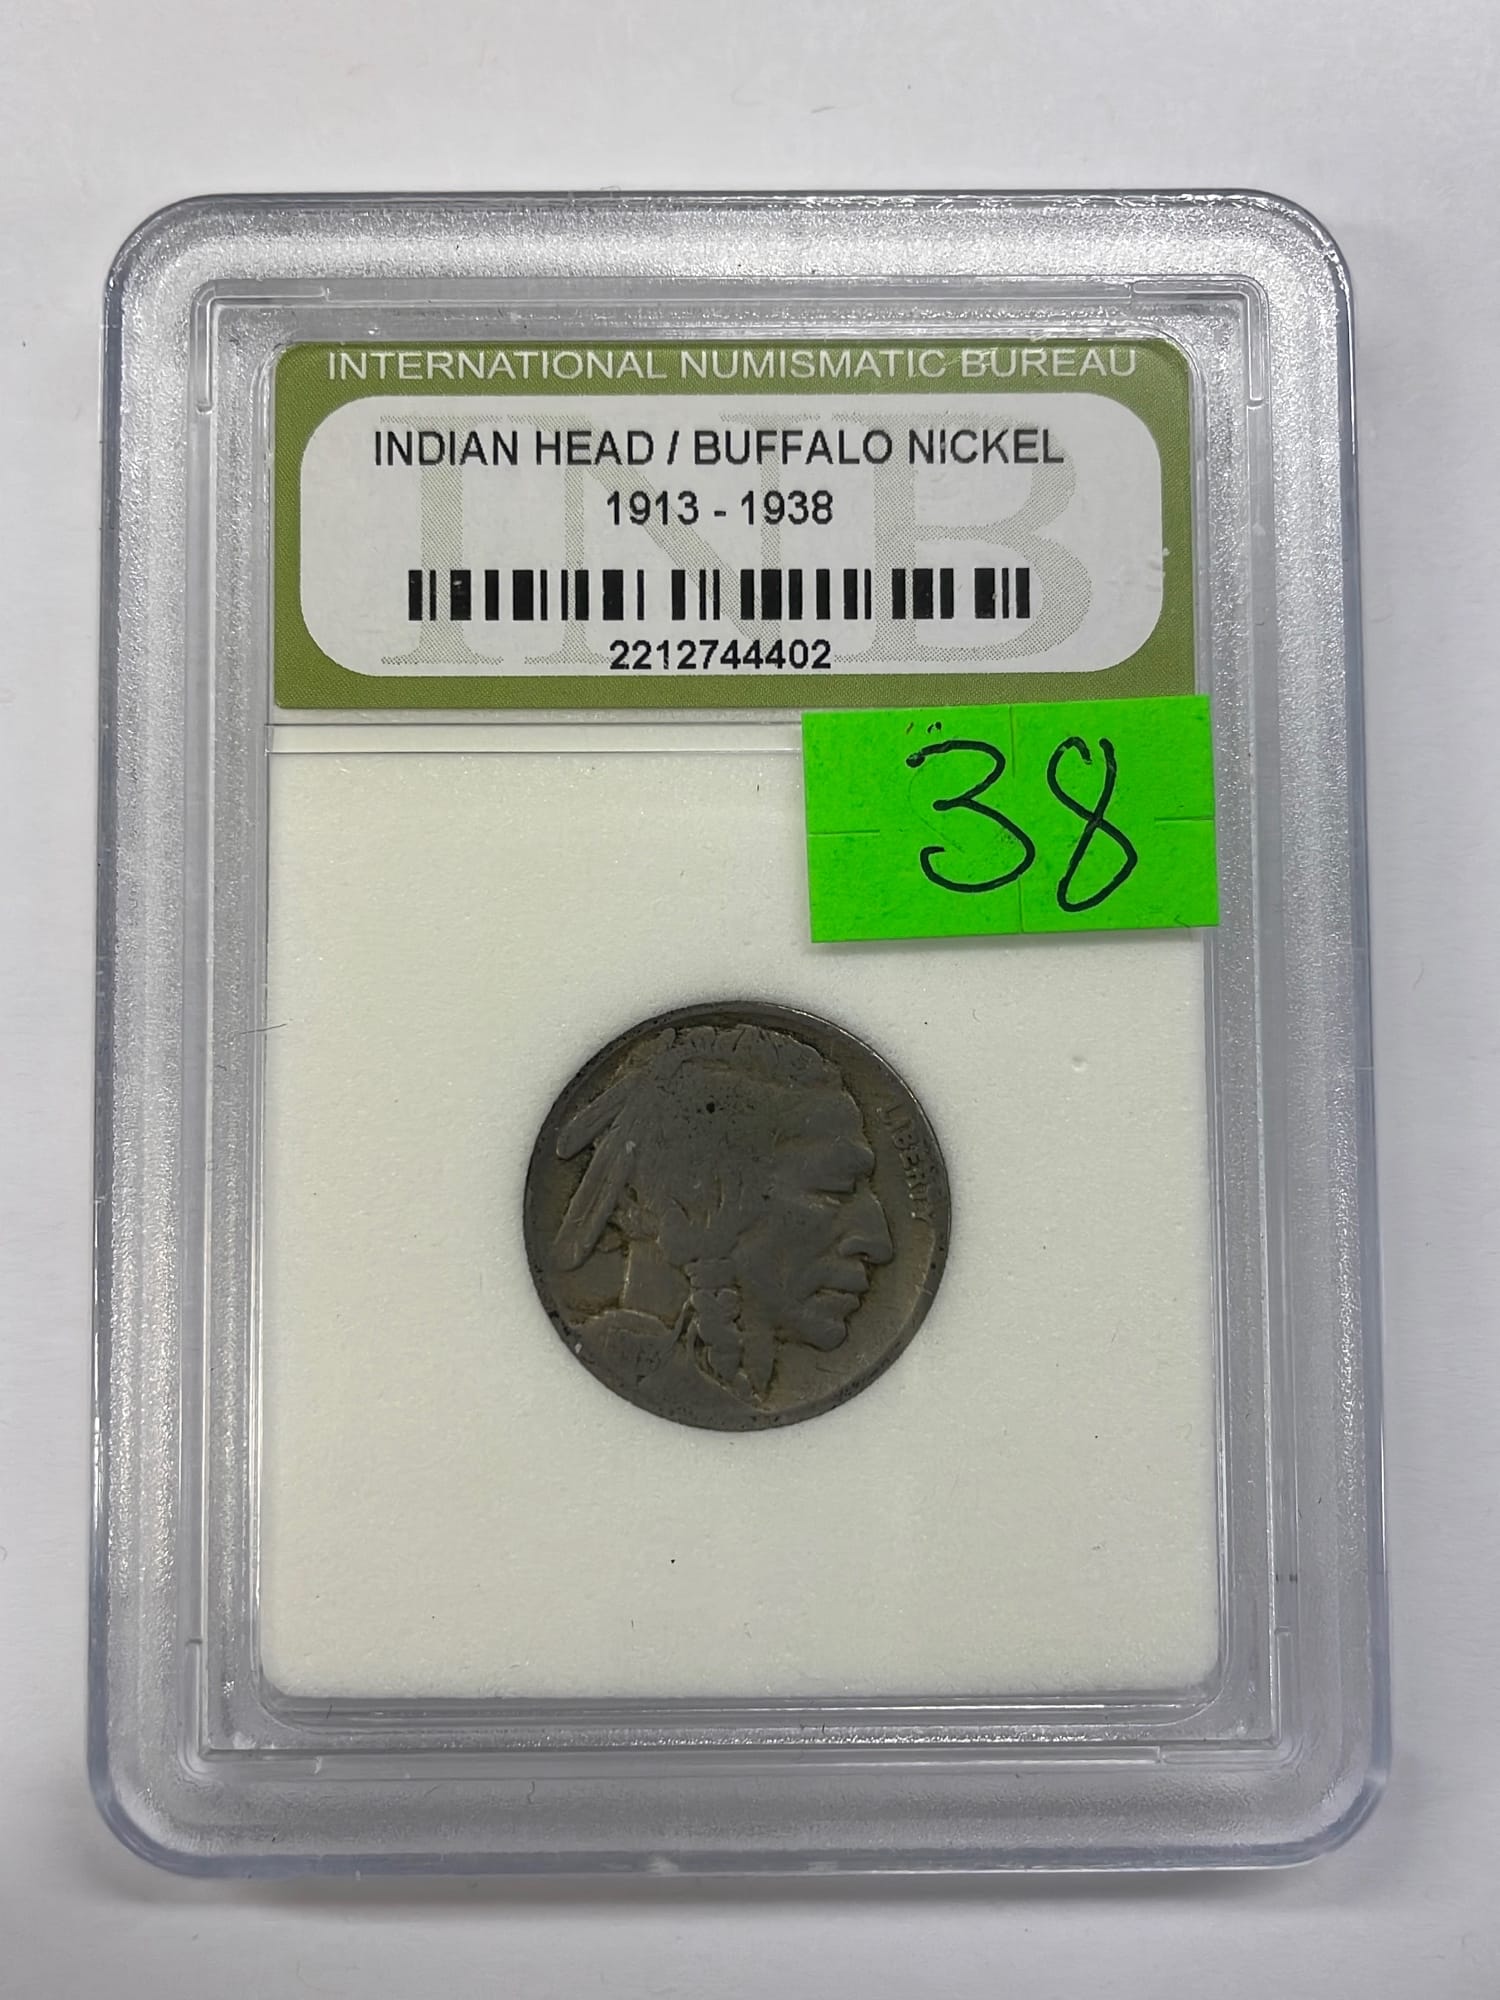 INTERNATIONAL NUMISMATIC BUREAU
INDIAN HEAD / BUFFALO NICKEL
1913 - 1938
2212744402
38
LIBERTY